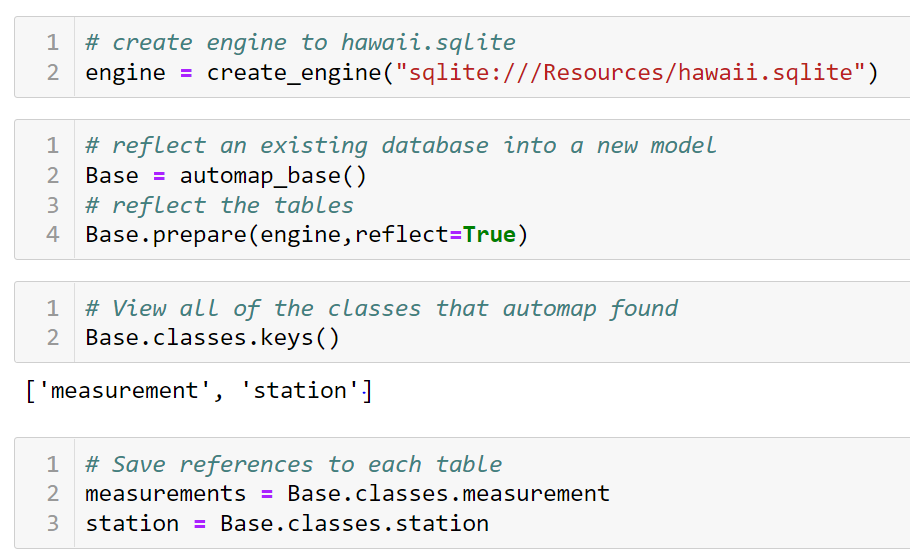 1 # create engine to hawaii.sqlite
2 engine = create_engine("sqlite:///Resources/hawaii.sqlite")
1 # reflect an existing database into a new model
2 Base = automap_base()
3 # reflect the tables
4 Base.prepare(engine,reflect=True)
1 # View all of the classes that automap found
2 Base.classes.keys()
['measurement', 'station']
1 # Save references to each table
2 measurements = Base.classes.measurement
3 station = Base.classes.station